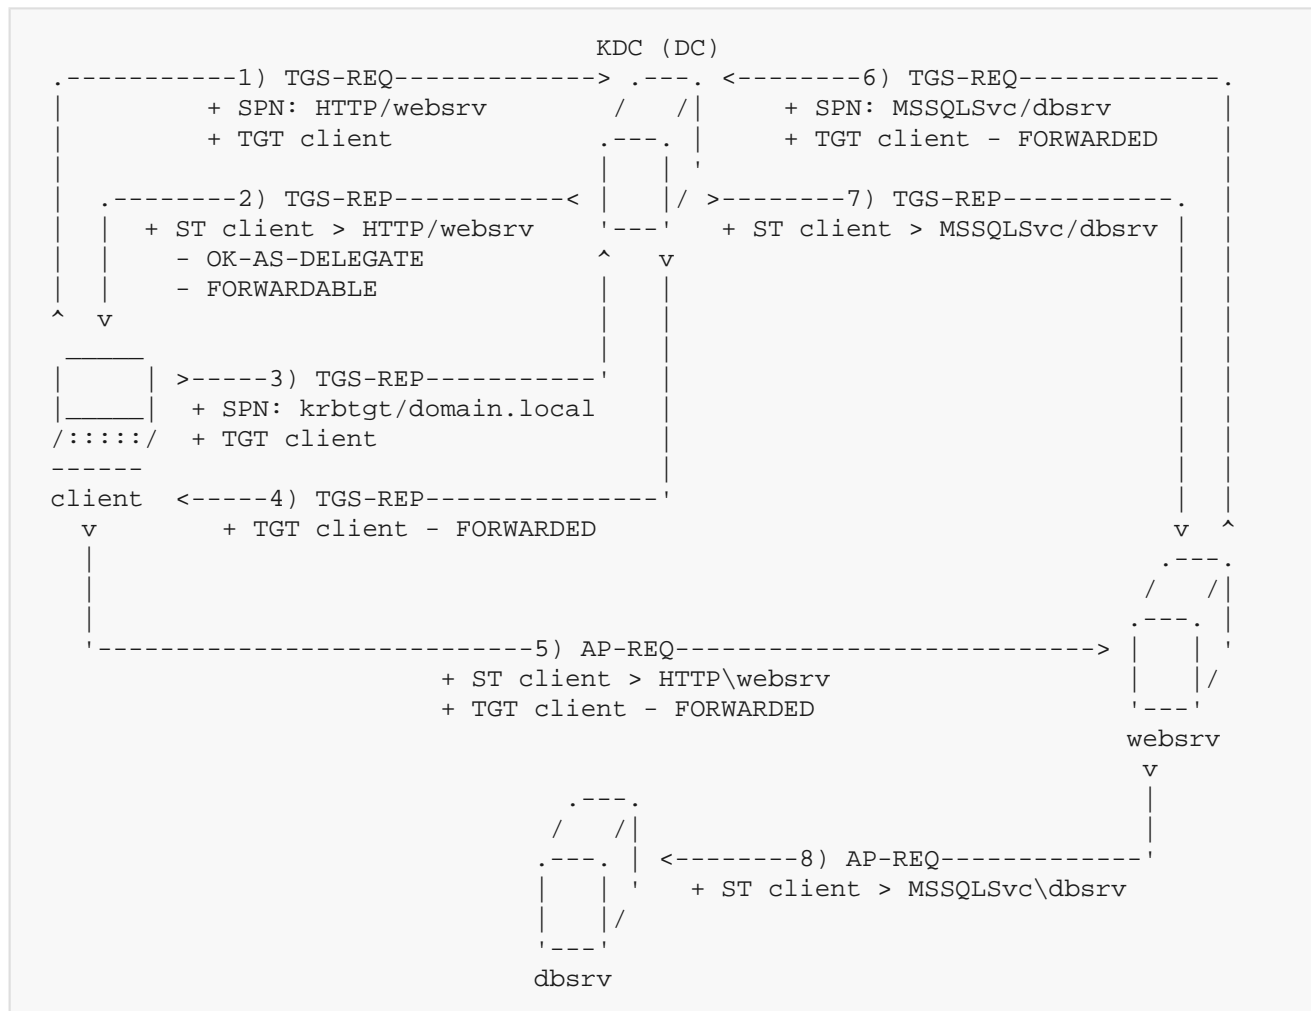 KDC (DC)
1) TGS-REQ 6) TGS-REQ
+ SPN: HTTP/websrv + SPN: MSSQLSvc/dbsrv
+ TGT client + TGT client - FORWARDED
2) TGS-REP 7) TGS-REP
+ ST client > HTTP/websrv + ST client > MSSQLSvc/dbsrv
- OK-AS-DELEGATE
- FORWARDABLE
3) TGS-REP
+ SPN: krbtgt/domain.local
+ TGT client
client 4) TGS-REP
+ TGT client - FORWARDED
5) AP-REQ
+ ST client > HTTP\websrv
+ TGT client - FORWARDED
websrv
8) AP-REQ
+ ST client > MSSQLSvc\dbsrv
dbsrv